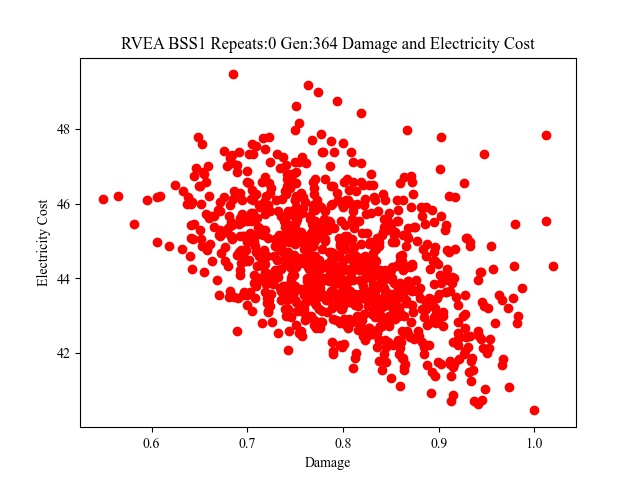 RVEA BSS1 Repeats:0 Gen:364 Damage and Electricity Cost
48
46
44
42
Electricity Cost
0.6 0.7 0.8 0.9 1.0
Damage